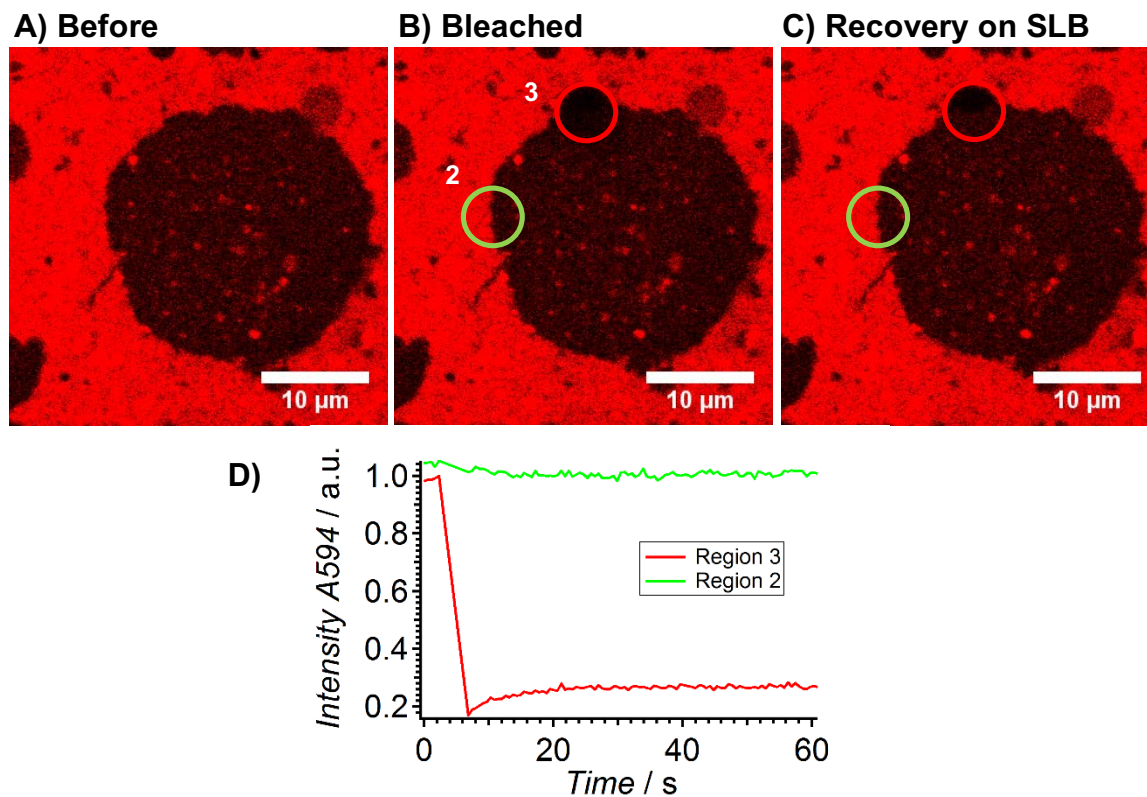 A) Before
B) Bleached
C) Recovery on SLB
3
2
10 µm
10 µm
10 µm
D)
Intensity A594 / a.u.
1.0
0.8
0.6
0.4
0.2
Region 3
Region 2
0
20
40
60
Time / s